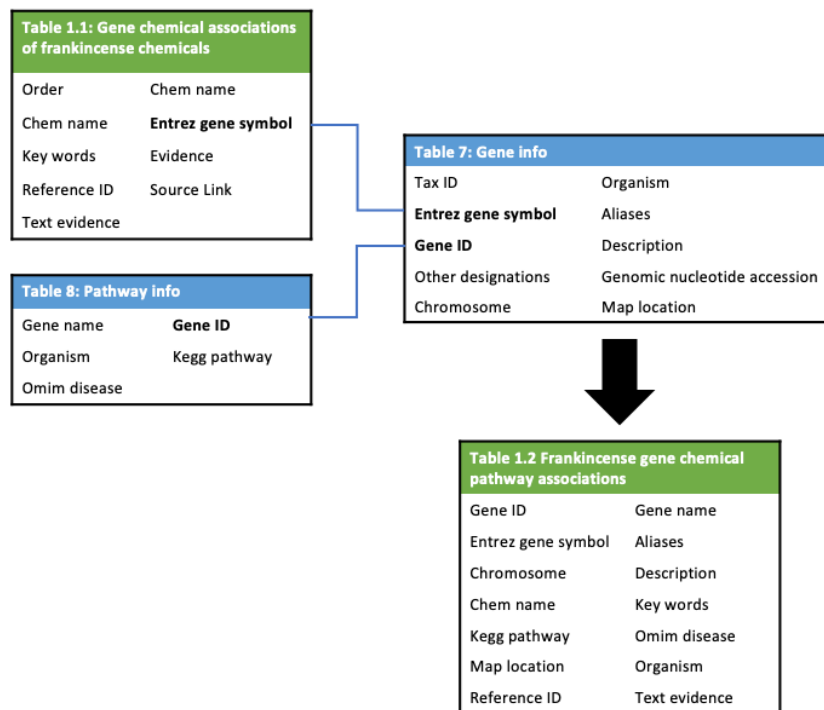 Table 1.1: Gene chemical associations
of frankincense chemicals
Order Chem name
Chem name Entrez gene symbol
Key words Evidence
Reference ID Source Link
Text evidence
Table 7: Gene info
Tax ID Organism
Entrez gene symbol Aliases
Gene ID Description
Other designations Genomic nucleotide accession
Chromosome Map location
Table 8: Pathway info
Gene name Gene ID
Organism Kegg pathway
Omim disease
Table 1.2 Frankincense gene chemical
pathway associations
Gene ID Gene name
Entrez gene symbol Aliases
Chromosome Description
Chem name Key words
Kegg pathway Omim disease
Map location Organism
Reference ID Text evidence